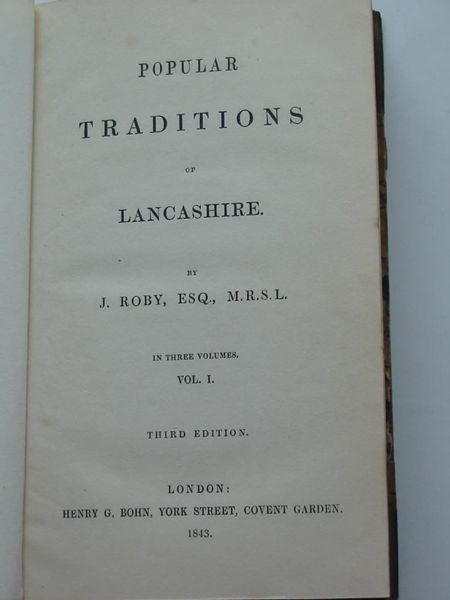 POPULAR
TRADITIONS
OF
LANCASHIRE.
BY
J. ROBY, ESQ., M.R.S.L.
IN THREE VOLUMES.
VOL. I.
THIRD EDITION.
LONDON:
HENRY G. BOHN, YORK STREET, COVENT GARDEN.
1843.